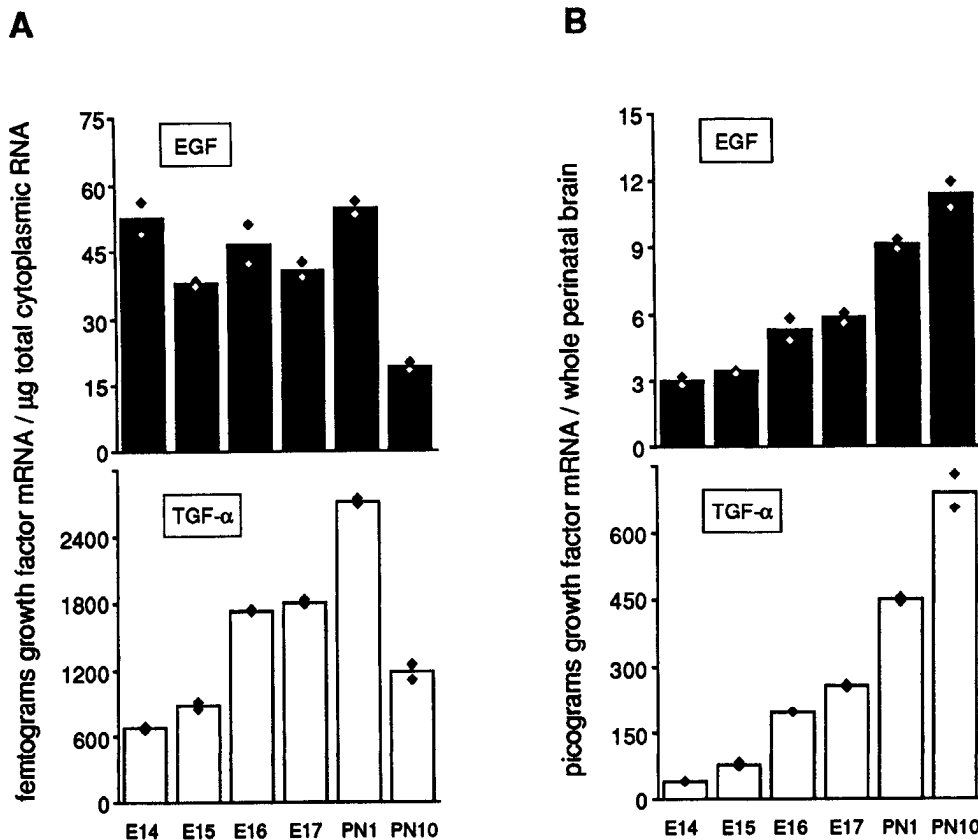 A
femtograms growth factor mRNA / µg total cytoplasmic RNA
75
60
45
30
15
0
EGF
2400
1800
1200
600
0
TGF-α
E14 E15 E16 E17 PN1 PN10
B
picograms growth factor mRNA / whole perinatal brain
15
12
9
6
3
0
EGF
600
450
300
150
0
TGF-α
E14 E15 E16 E17 PN1 PN10